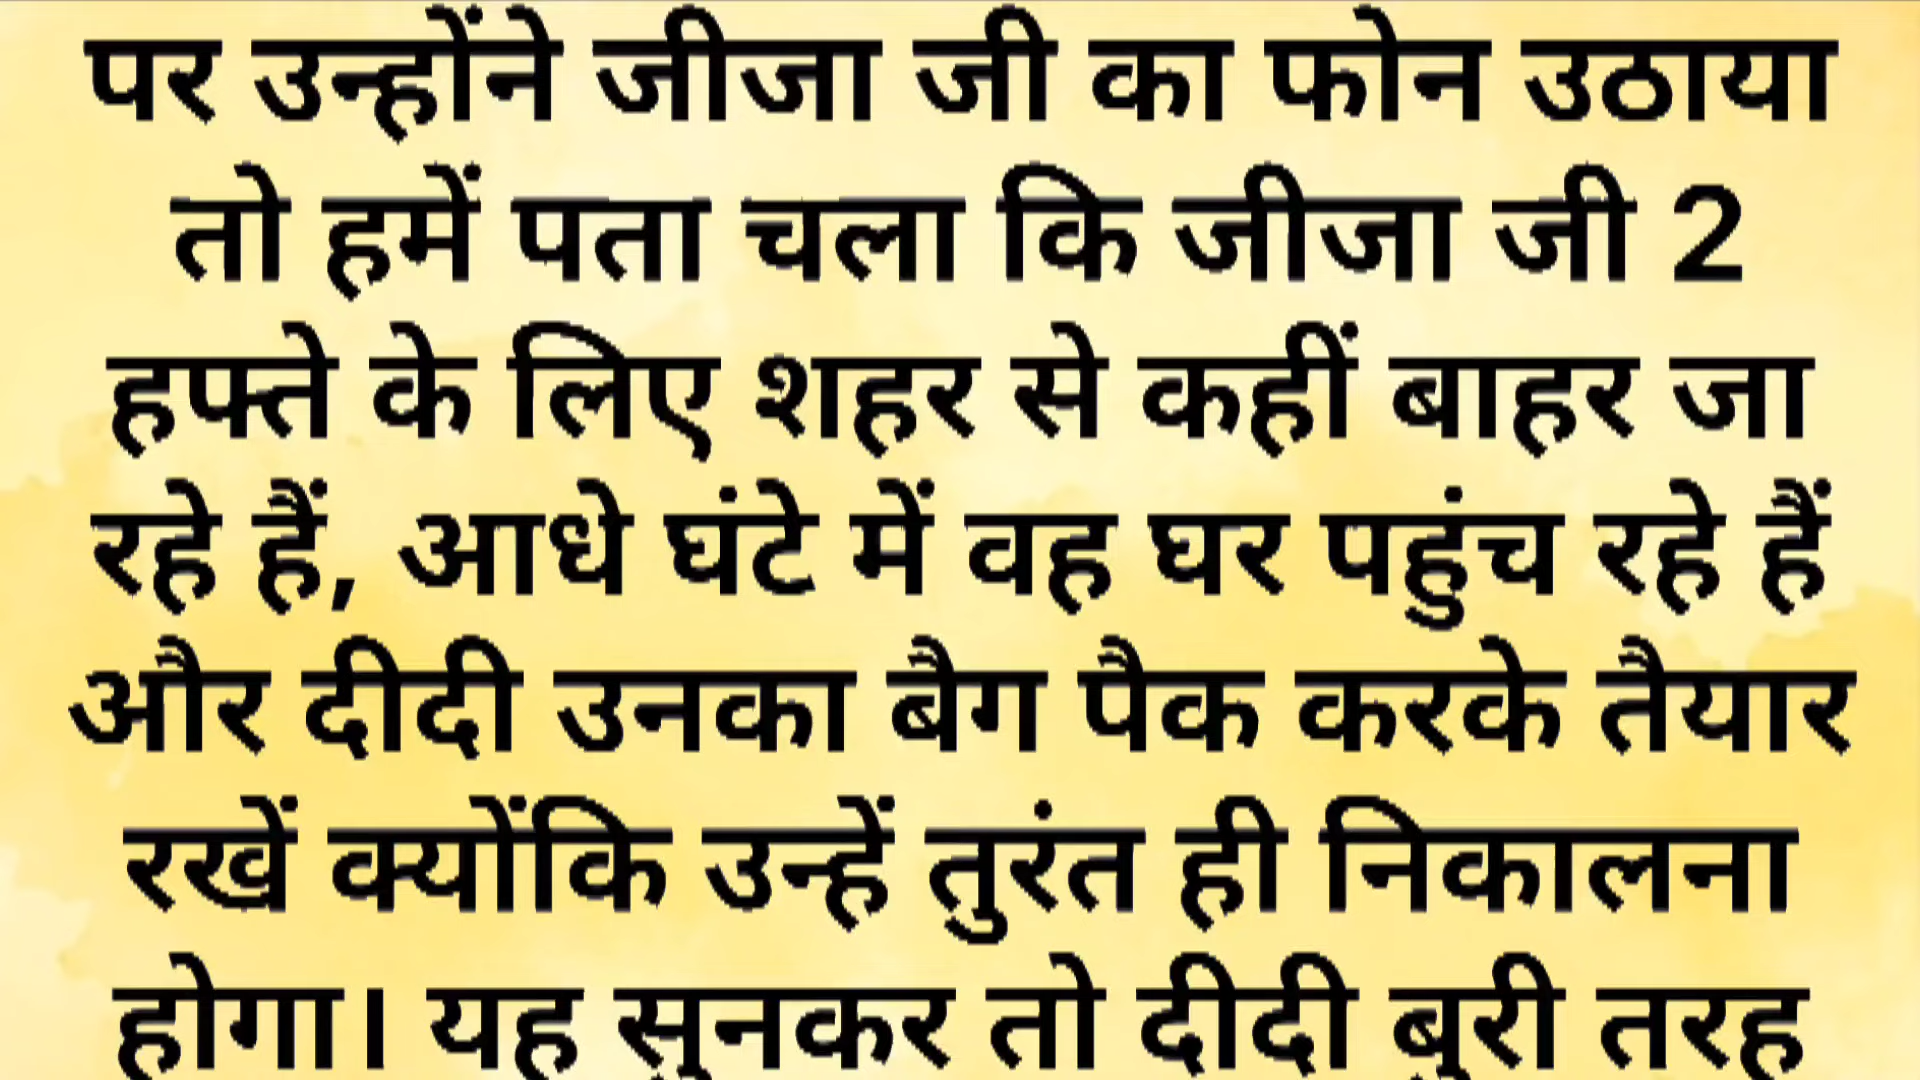 पर उन्होंने जीजा जी का फोन उठाया
तो हमें पता चला कि जीजा जी 2
हफ्ते के लिए शहर से कहीं बाहर जा
रहे हैं, आधे घंटे में वह घर पहुंच रहे हैं
और दीदी उनका बैग पैक करके तैयार
रखें क्योंकि उन्हें तुरंत ही निकालना
होगा। यह सुनकर तो दीदी बुरी तरह